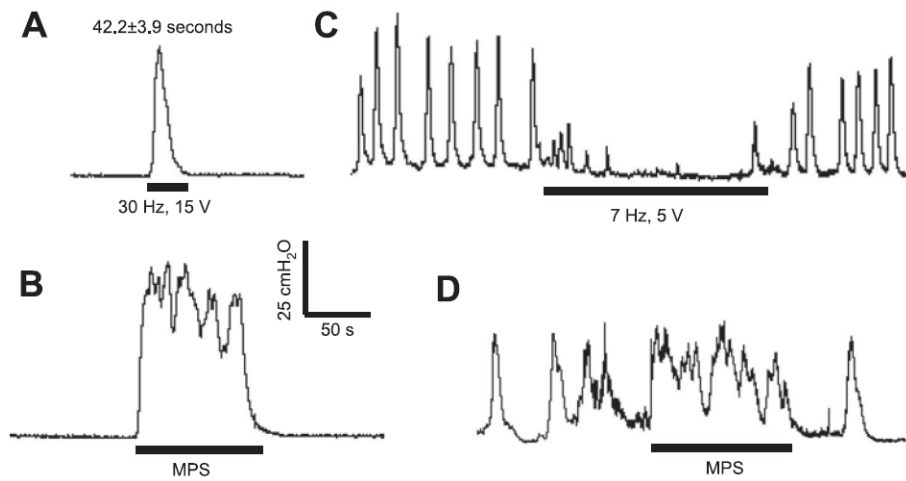 A
42.2±3.9 seconds
30 Hz, 15 V
C
7 Hz, 5 V
B
MPS
25 cmH₂O
50 s
D
MPS